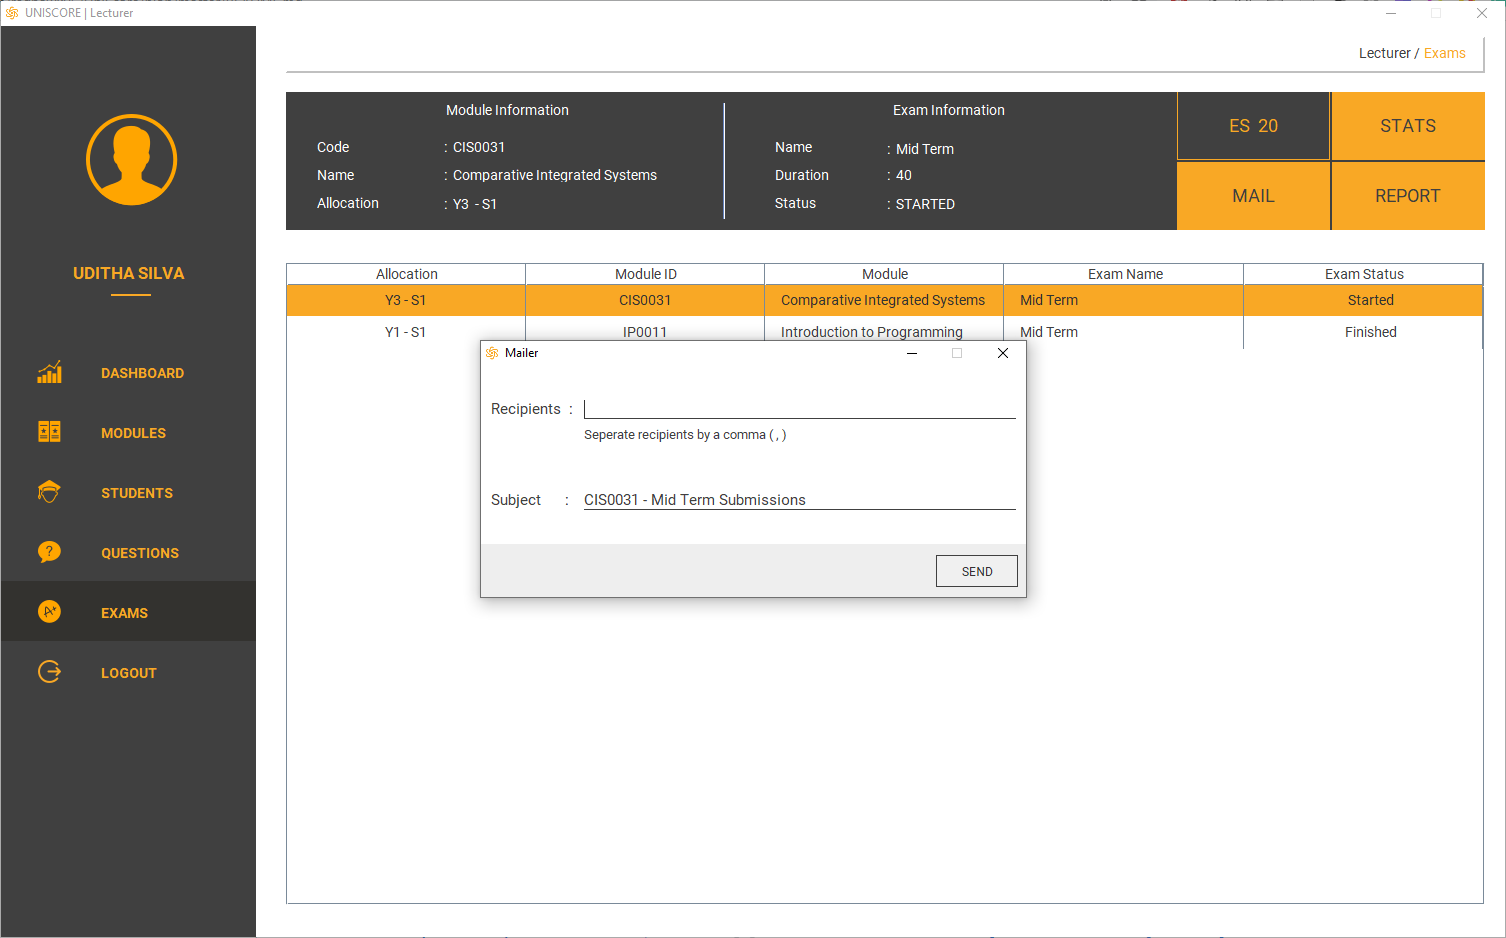 UNISCORE | Lecturer
Lecturer / Exams
Module Information
Code : CIS0031
Name : Comparative Integrated Systems
Allocation : Y3 - S1
Exam Information
Name : Mid Term
Duration : 40
Status : STARTED
ES 20
STATS
MAIL
REPORT
UDITHA SILVA
DASHBOARD
MODULES
STUDENTS
QUESTIONS
EXAMS
LOGOUT
Allocation Module ID Module Exam Name Exam Status
Y3 - S1 CIS0031 Comparative Integrated Systems Mid Term Started
Y1 - S1 IP0011 Introduction to Programming Mid Term Finished
Mailer
Recipients :
Seperate recipients by a comma ( , )
Subject : CIS0031 - Mid Term Submissions
SEND